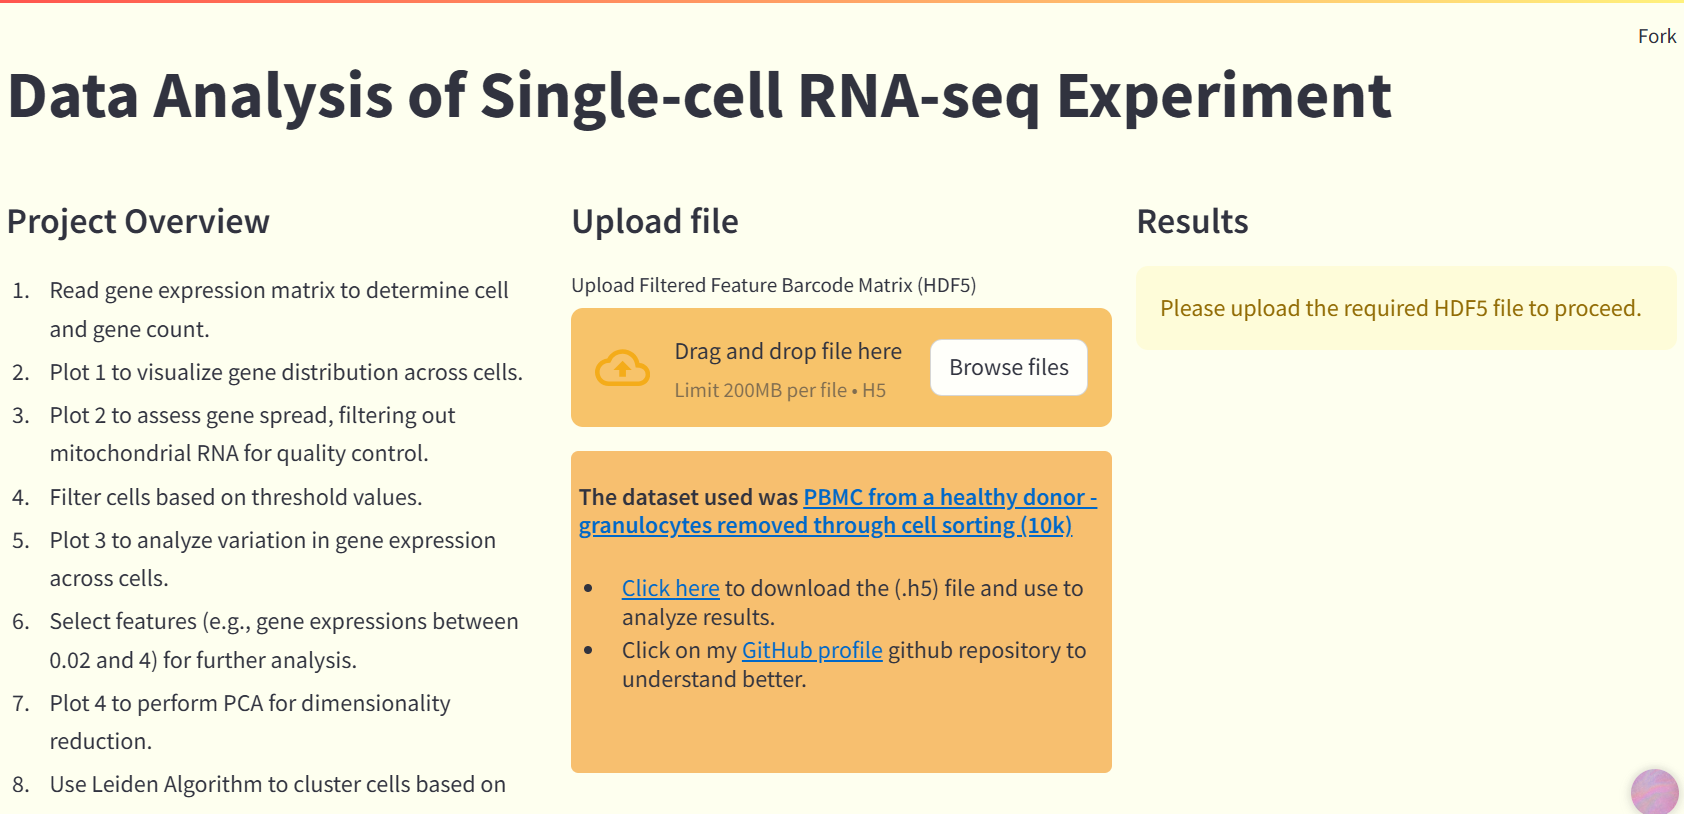 Fork
Data Analysis of Single-cell RNA-seq Experiment
Project Overview
1. Read gene expression matrix to determine cell
and gene count.
2. Plot 1 to visualize gene distribution across cells.
3. Plot 2 to assess gene spread, filtering out
mitochondrial RNA for quality control.
4. Filter cells based on threshold values.
5. Plot 3 to analyze variation in gene expression
across cells.
6. Select features (e.g., gene expressions between
0.02 and 4) for further analysis.
7. Plot 4 to perform PCA for dimensionality
reduction.
8. Use Leiden Algorithm to cluster cells based on
Upload file
Upload Filtered Feature Barcode Matrix (HDF5)
Drag and drop file here
Limit 200MB per file • H5
Browse files
The dataset used was PBMC from a healthy donor -
granulocytes removed through cell sorting (10k)
• Click here to download the (.h5) file and use to
analyze results.
• Click on my GitHub profile github repository to
understand better.
Results
Please upload the required HDF5 file to proceed.